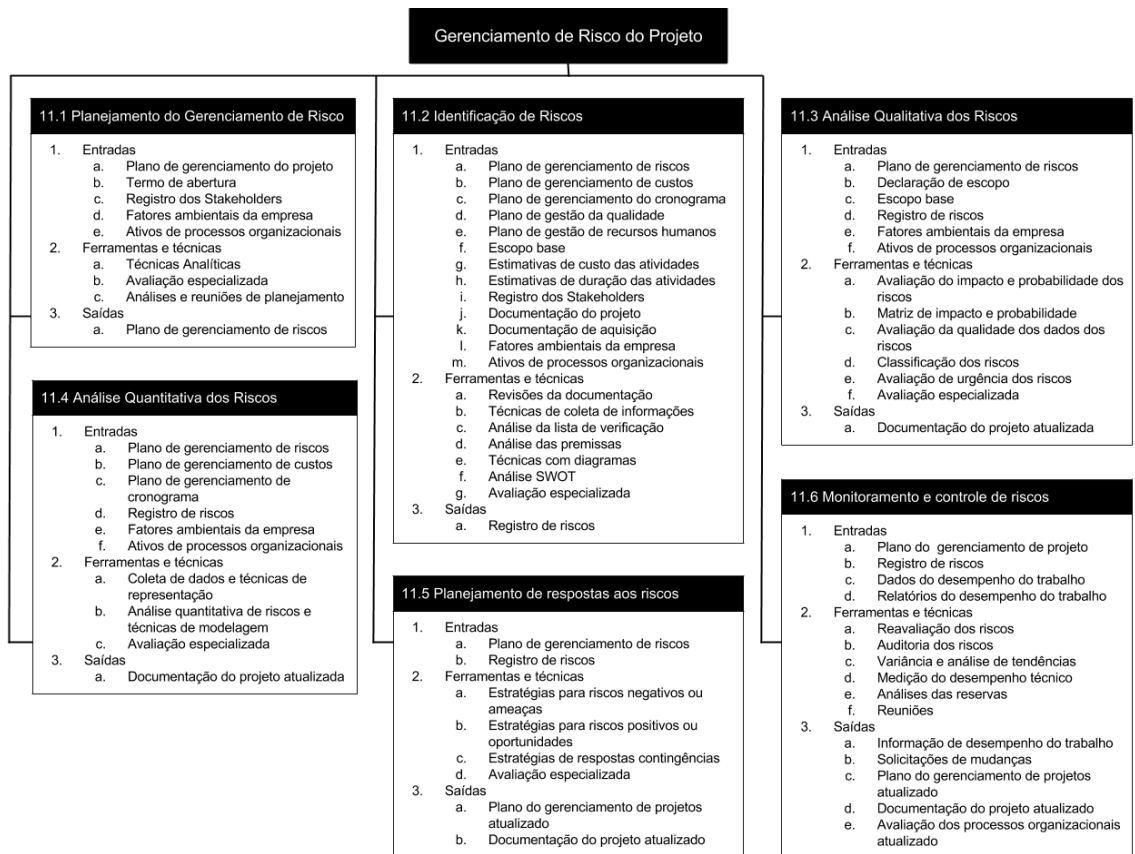 Gerenciamento de Risco do Projeto
11.1 Planejamento do Gerenciamento de Risco
1. Entradas
a. Plano de gerenciamento do projeto
b. Termo de abertura
c. Registro dos Stakeholders
d. Fatores ambientais da empresa
e. Ativos de processos organizacionais
2. Ferramentas e técnicas
a. Técnicas Analíticas
b. Avaliação especializada
c. Análises e reuniões de planejamento
3. Saídas
a. Plano de gerenciamento de riscos
11.2 Identificação de Riscos
1. Entradas
a. Plano de gerenciamento de riscos
b. Plano de gerenciamento de custos
c. Plano de gerenciamento do cronograma
d. Plano de gestão da qualidade
e. Plano de gestão de recursos humanos
f. Escopo base
g. Estimativas de custo das atividades
h. Estimativas de duração das atividades
i. Registro dos Stakeholders
j. Documentação do projeto
k. Documentação de aquisição
l. Fatores ambientais da empresa
m. Ativos de processos organizacionais
2. Ferramentas e técnicas
a. Revisões da documentação
b. Técnicas de coleta de informações
c. Análise da lista de verificação
d. Análise das premissas
e. Técnicas com diagramas
f. Análise SWOT
g. Avaliação especializada
3. Saídas
a. Registro de riscos
11.3 Análise Qualitativa dos Riscos
1. Entradas
a. Plano de gerenciamento de riscos
b. Declaração de escopo
c. Escopo base
d. Registro de riscos
e. Fatores ambientais da empresa
f. Ativos de processos organizacionais
2. Ferramentas e técnicas
a. Avaliação do impacto e probabilidade dos
riscos
b. Matriz de impacto e probabilidade
c. Avaliação da qualidade dos dados dos
riscos
d. Classificação dos riscos
e. Avaliação de urgência dos riscos
f. Avaliação especializada
3. Saídas
a. Documentação do projeto atualizada
11.4 Análise Quantitativa dos Riscos
1. Entradas
a. Plano de gerenciamento de riscos
b. Plano de gerenciamento de custos
c. Plano de gerenciamento de
cronograma
d. Registro de riscos
e. Fatores ambientais da empresa
f. Ativos de processos organizacionais
2. Ferramentas e técnicas
a. Coleta de dados e técnicas de
representação
b. Análise quantitativa de riscos e
técnicas de modelagem
c. Avaliação especializada
3. Saídas
a. Documentação do projeto atualizada
11.5 Planejamento de respostas aos riscos
1. Entradas
a. Plano de gerenciamento de riscos
b. Registro de riscos
2. Ferramentas e técnicas
a. Estratégias para riscos negativos ou
ameaças
b. Estratégias para riscos positivos ou
oportunidades
c. Estratégias de respostas contingências
d. Avaliação especializada
3. Saídas
a. Plano do gerenciamento de projetos
atualizado
b. Documentação do projeto atualizado
11.6 Monitoramento e controle de riscos
1. Entradas
a. Plano do gerenciamento de projeto
b. Registro de riscos
c. Dados do desempenho do trabalho
d. Relatórios do desempenho do trabalho
2. Ferramentas e técnicas
a. Reavaliação dos riscos
b. Auditoria dos riscos
c. Variância e análise de tendências
d. Medição do desempenho técnico
e. Análises das reservas
f. Reuniões
3. Saídas
a. Informação de desempenho do trabalho
b. Solicitações de mudanças
c. Plano do gerenciamento de projetos
atualizado
d. Documentação do projeto atualizado
e. Avaliação dos processos organizacionais
atualizado